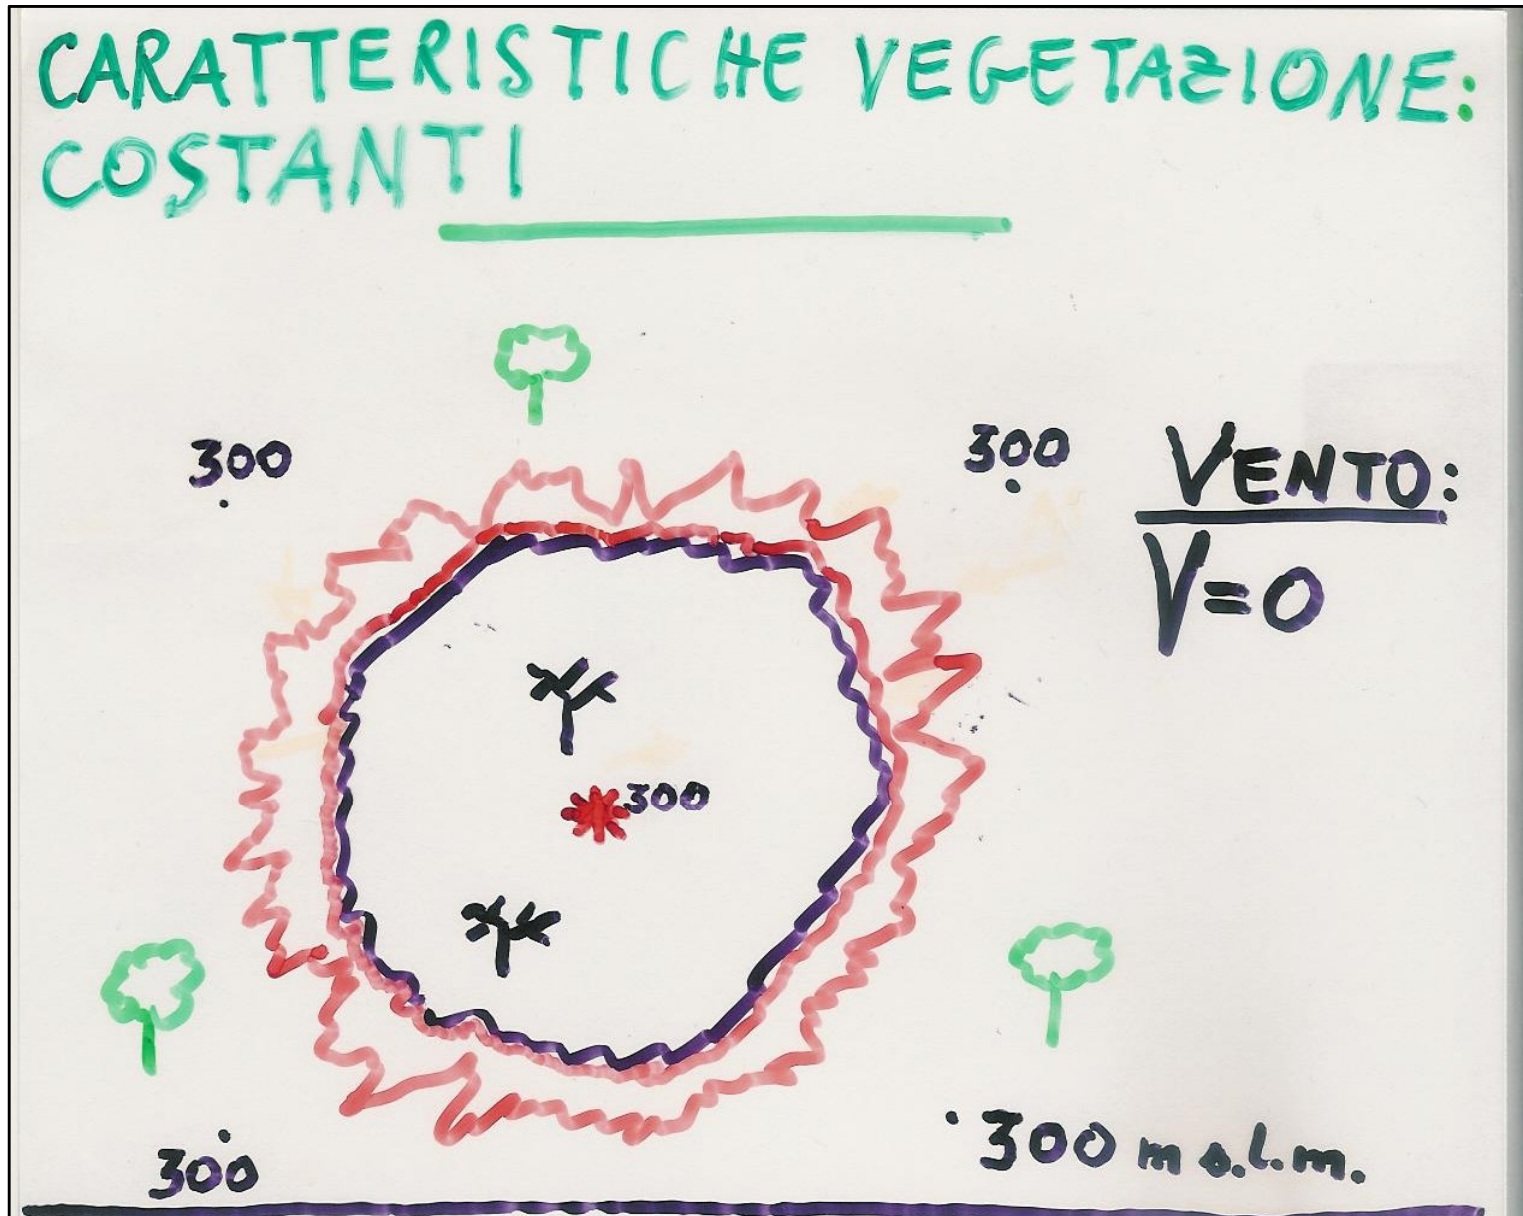 CARATTERISTICHE VEGETAZIONE:
COSTANTI
300
300
VENTO:
V=0
300
300
300 m s.l.m.